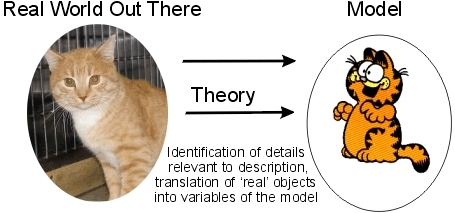 Real World Out There
Model
Theory
Identification of details
relevant to description,
translation of 'real' objects
into variables of the model